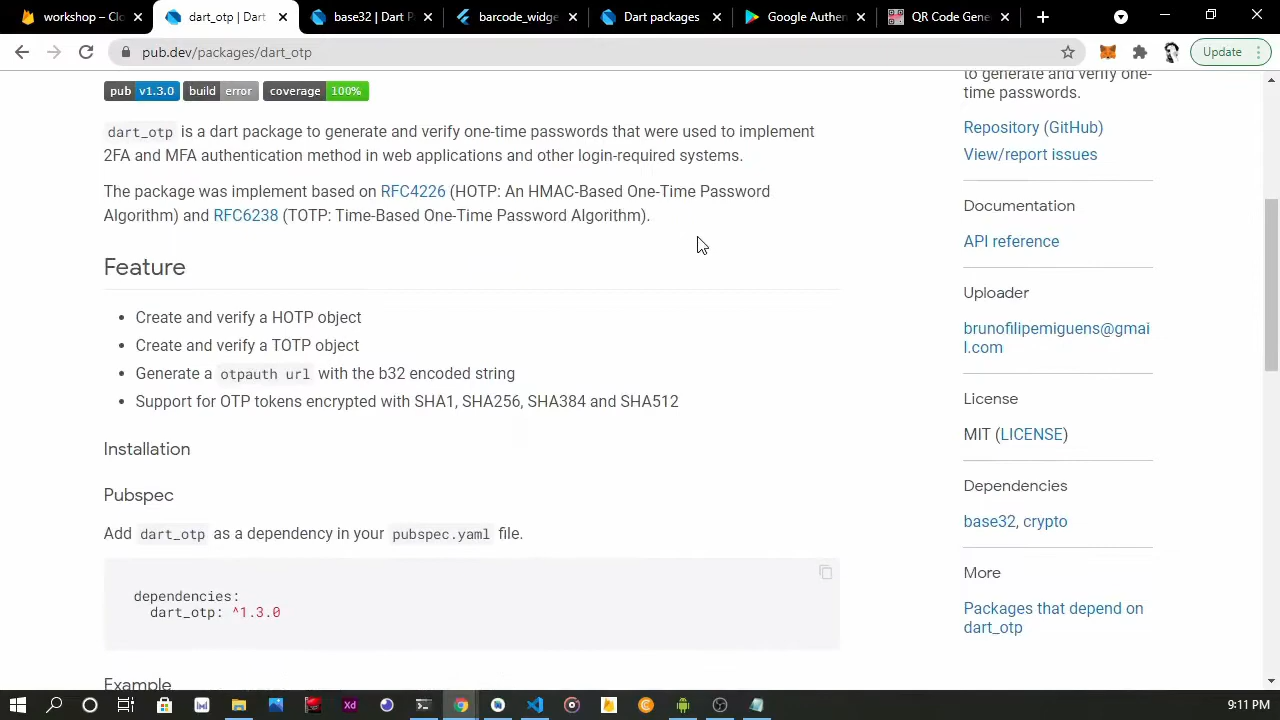 workshop – Clo
dart_otp | Dart
base32 | Dart P
barcode_widge
Dart packages
Google Authen
QR Code Gene
pub.dev/packages/dart_otp
Update
pub v1.3.0 build error coverage 100%
dart_otp is a dart package to generate and verify one-time passwords that were used to implement
2FA and MFA authentication method in web applications and other login-required systems.
The package was implement based on RFC4226 (HOTP: An HMAC-Based One-Time Password
Algorithm) and RFC6238 (TOTP: Time-Based One-Time Password Algorithm).
Feature
• Create and verify a HOTP object
• Create and verify a TOTP object
• Generate a otpauth url with the b32 encoded string
• Support for OTP tokens encrypted with SHA1, SHA256, SHA384 and SHA512
Installation
Pubspec
Add dart_otp as a dependency in your pubspec.yaml file.
dependencies:
dart_otp: ^1.3.0
Example
to generate and verify one-
time passwords.
Repository (GitHub)
View/report issues
Documentation
API reference
Uploader
brunofilipemiguens@gmai
l.com
License
MIT (LICENSE)
Dependencies
base32, crypto
More
Packages that depend on
dart_otp
Xd
9:11 PM